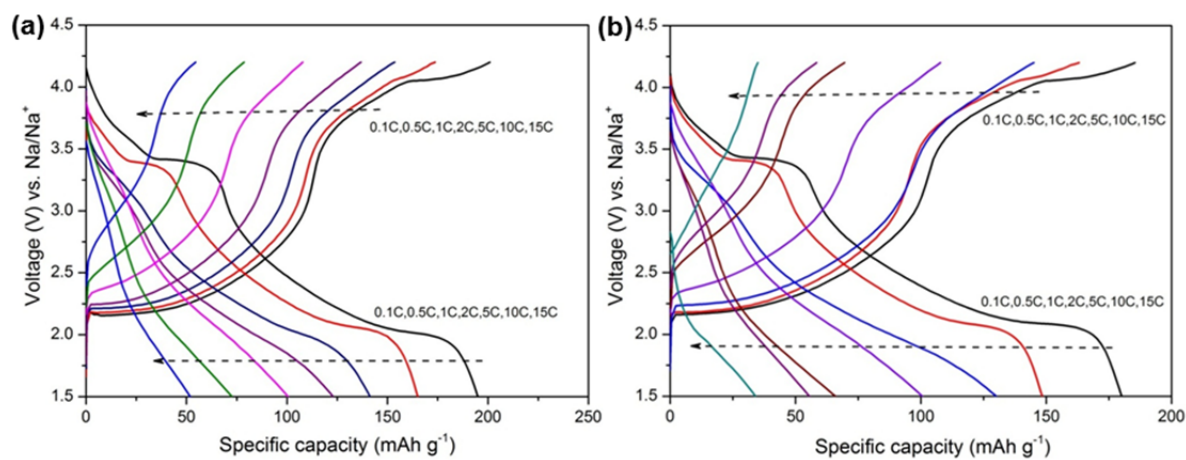 (a)
4.5
4.0
3.5
3.0
2.5
2.0
1.5
Voltage (V) vs. Na/Na+
0.1C,0.5C,1C,2C,5C,10C,15C
0.1C,0.5C,1C,2C,5C,10C,15C
0 50 100 150 200 250
Specific capacity (mAh g-1)
(b)
4.5
4.0
3.5
3.0
2.5
2.0
1.5
Voltage (V) vs. Na/Na+
0.1C,0.5C,1C,2C,5C,10C,15C
0.1C,0.5C,1C,2C,5C,10C,15C
0 50 100 150 200
Specific capacity (mAh g-1)